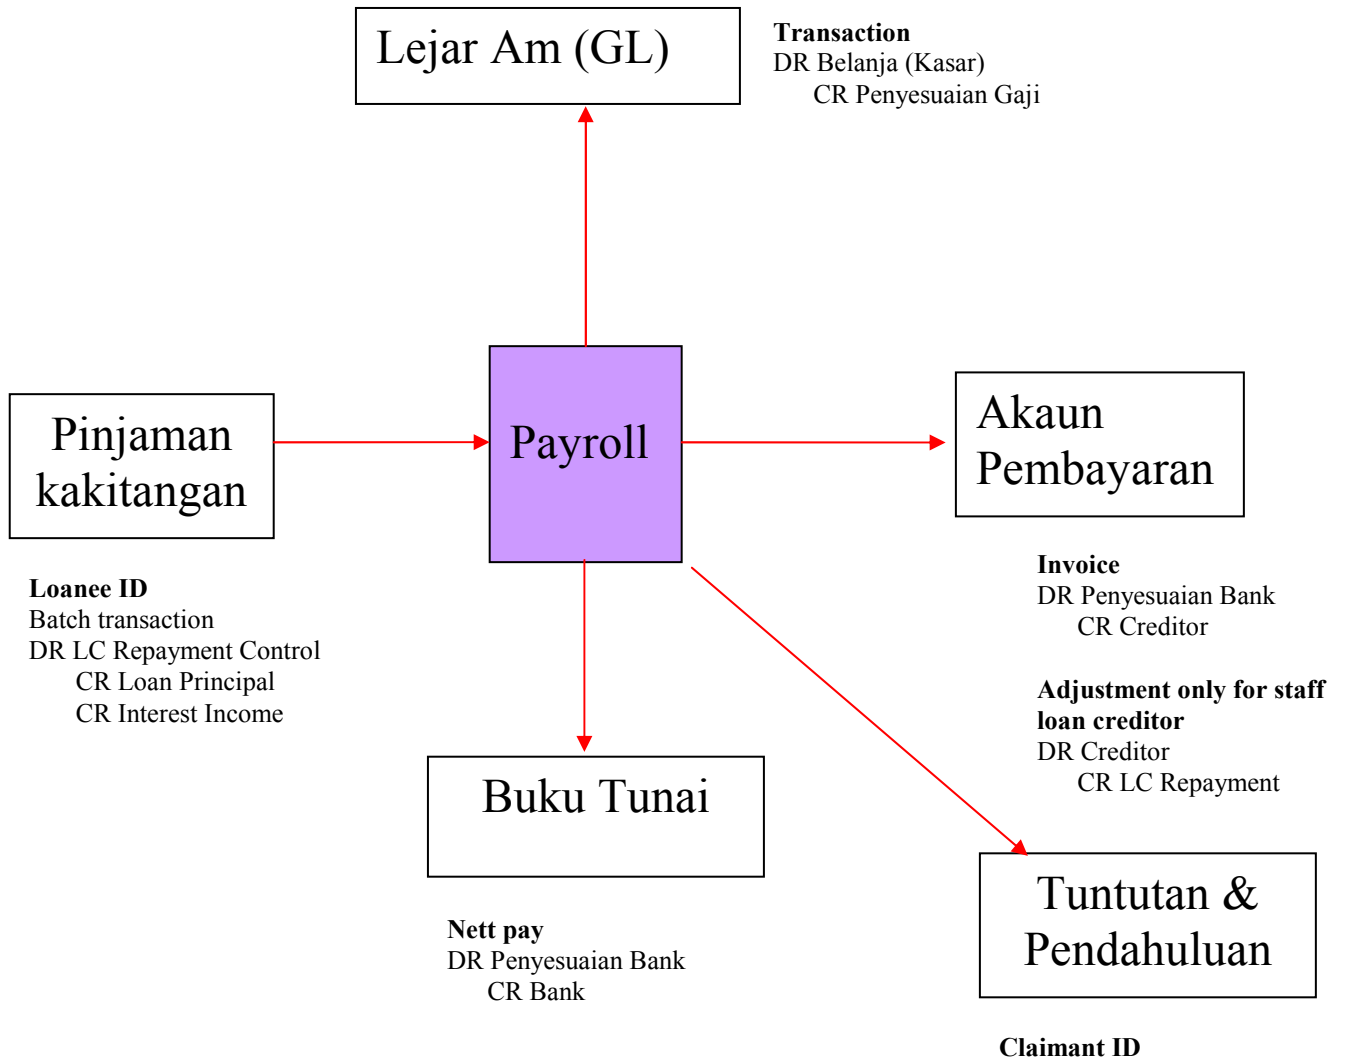 Lejar Am (GL)
Transaction
DR Belanja (Kasar)
CR Penyesuaian Gaji
Pinjaman
kakitangan
Payroll
Akaun
Pembayaran
Loanee ID
Batch transaction
DR LC Repayment Control
CR Loan Principal
CR Interest Income
Invoice
DR Penyesuaian Bank
CR Creditor
Adjustment only for staff
loan creditor
DR Creditor
CR LC Repayment
Buku Tunai
Nett pay
DR Penyesuaian Bank
CR Bank
Tuntutan &
Pendahuluan
Claimant ID